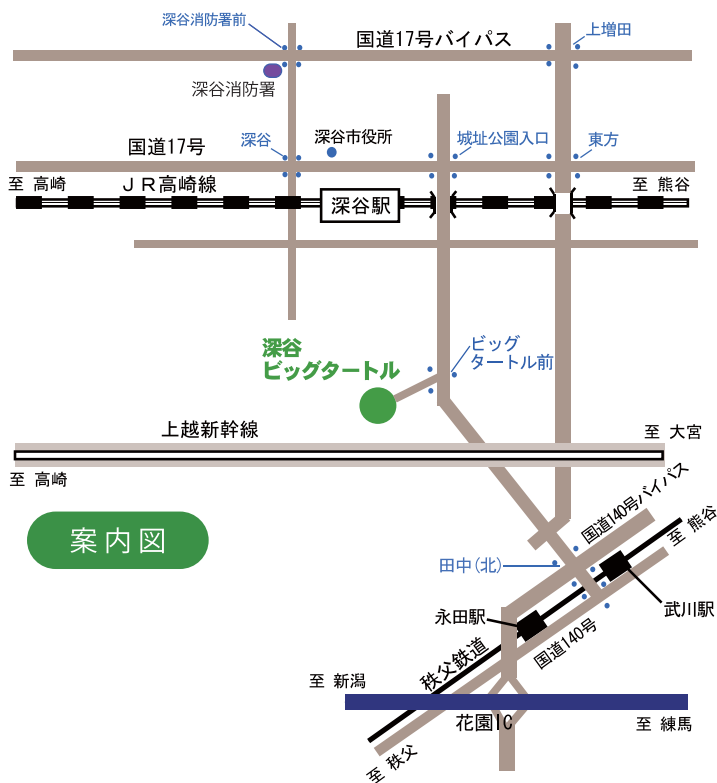 深谷消防署前
国道17号バイパス
上増田
深谷消防署
国道17号
深谷
深谷市役所
城址公園入口
東方
至 高崎
ＪＲ高崎線
至 熊谷
深谷駅
深谷
ビッグタートル
ビッグ
タートル前
上越新幹線
至 大宮
至 高崎
案内図
国道140号バイパス
至 熊谷
田中(北)
武川駅
永田駅
国道140号
秩父鉄道
至 新潟
花園IC
至 練馬
至 秩父